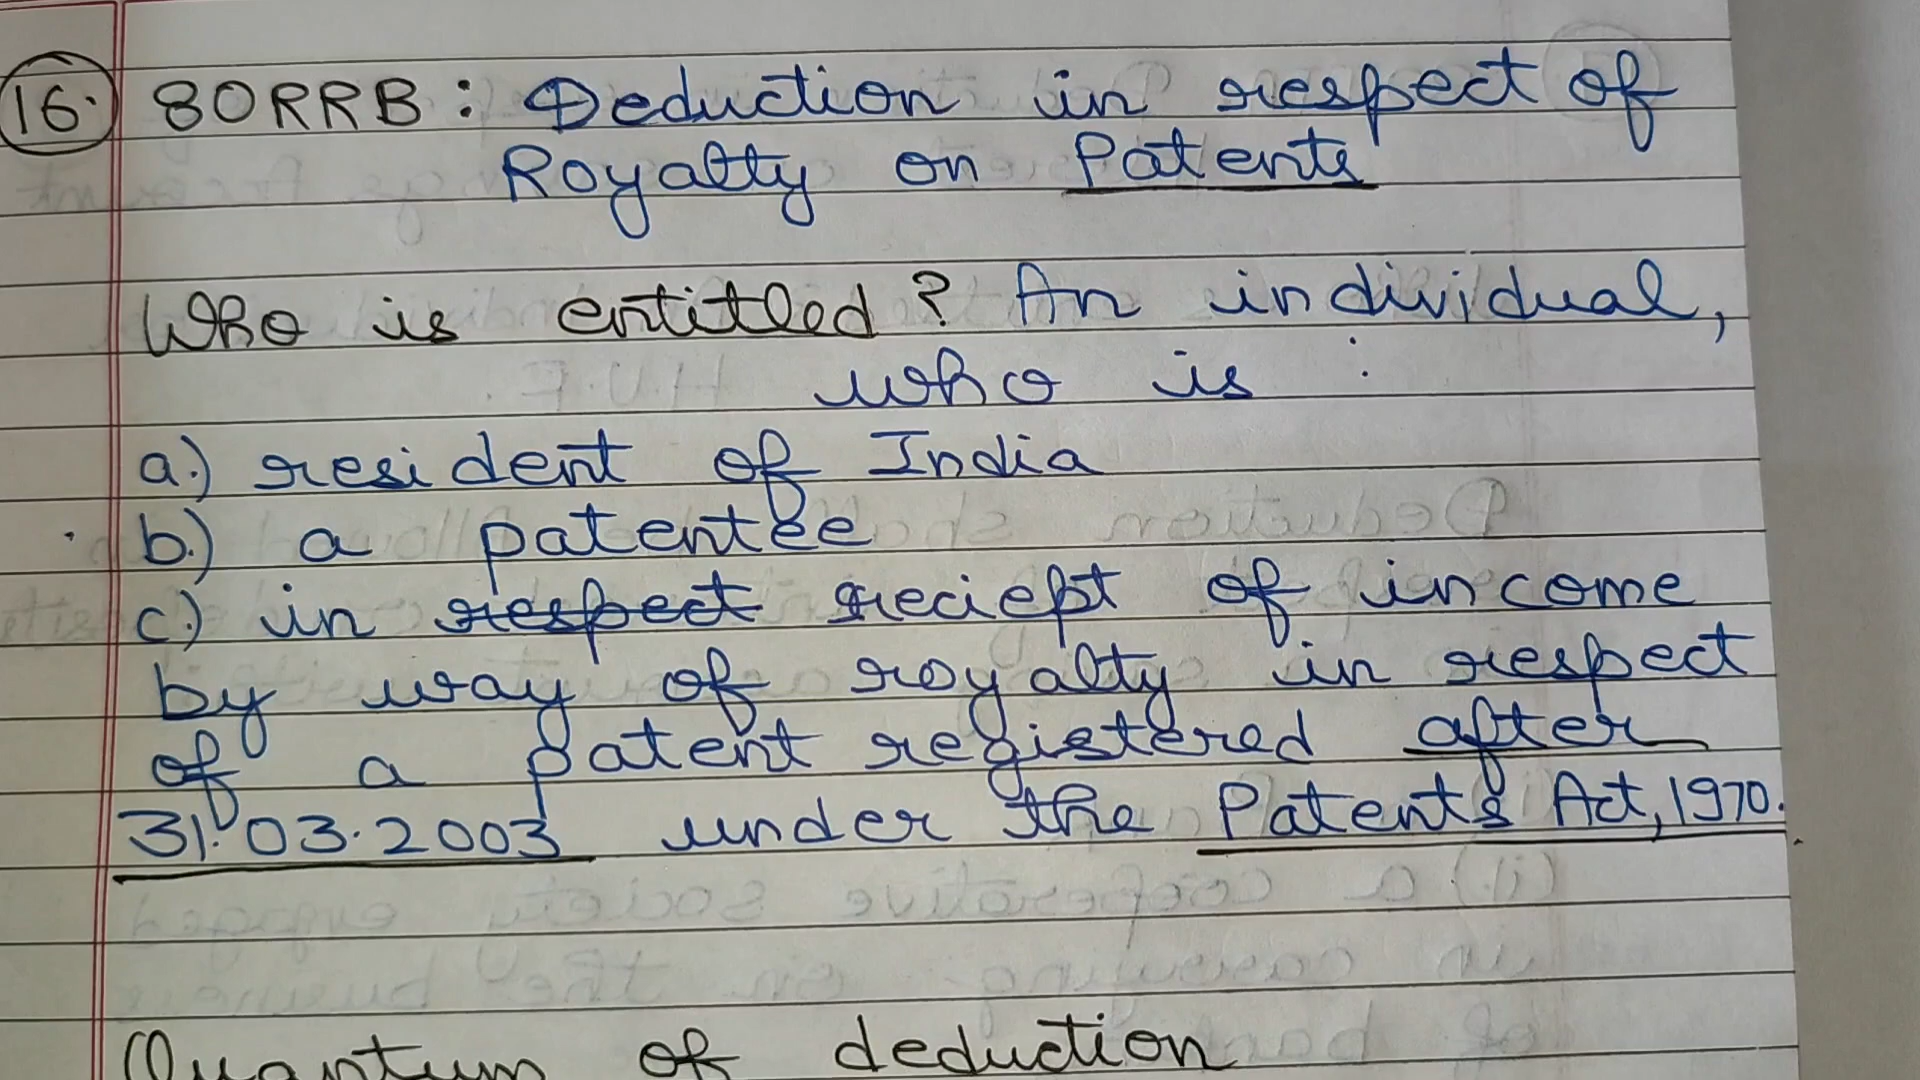 16. 80RRB: Deduction in respect of
Royalty on Patents
Who is entitled? An individual,
who is :
a.) resident of India
b.) a patentee
c.) in respect reciept of income
by way of royalty in respect
of a patent registered after
31.03.2003 under the Patents Act, 1970.
Quantum of deduction